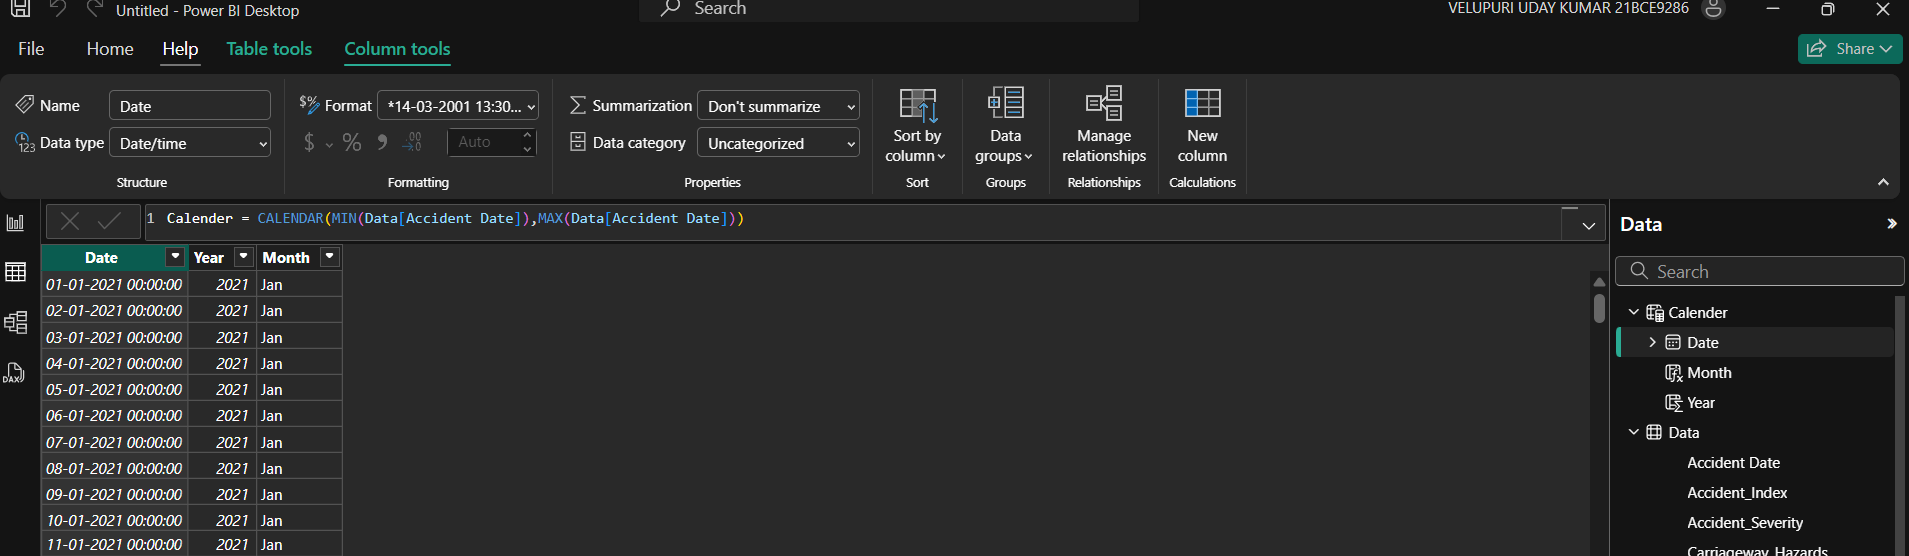 Untitled - Power BI Desktop
Search
VELUPURI UDAY KUMAR 21BCE9286
File Home Help Table tools Column tools
Share
Name Date
Data type Date/time
Structure
$% Format *14-03-2001 13:30...
$ % , .00 Auto
Formatting
Σ Summarization Don't summarize
Data category Uncategorized
Properties
Sort by
column
Sort
Data
groups
Groups
Manage
relationships
Relationships
New
column
Calculations
1 Calender = CALENDAR(MIN(Data[Accident Date]),MAX(Data[Accident Date]))
Date Year Month
01-01-2021 00:00:00 2021 Jan
02-01-2021 00:00:00 2021 Jan
03-01-2021 00:00:00 2021 Jan
04-01-2021 00:00:00 2021 Jan
05-01-2021 00:00:00 2021 Jan
06-01-2021 00:00:00 2021 Jan
07-01-2021 00:00:00 2021 Jan
08-01-2021 00:00:00 2021 Jan
09-01-2021 00:00:00 2021 Jan
10-01-2021 00:00:00 2021 Jan
11-01-2021 00:00:00 2021 Jan
DAX
Data
Search
Calender
Date
Month
Year
Data
Accident Date
Accident_Index
Accident_Severity
Carriageway_Hazards